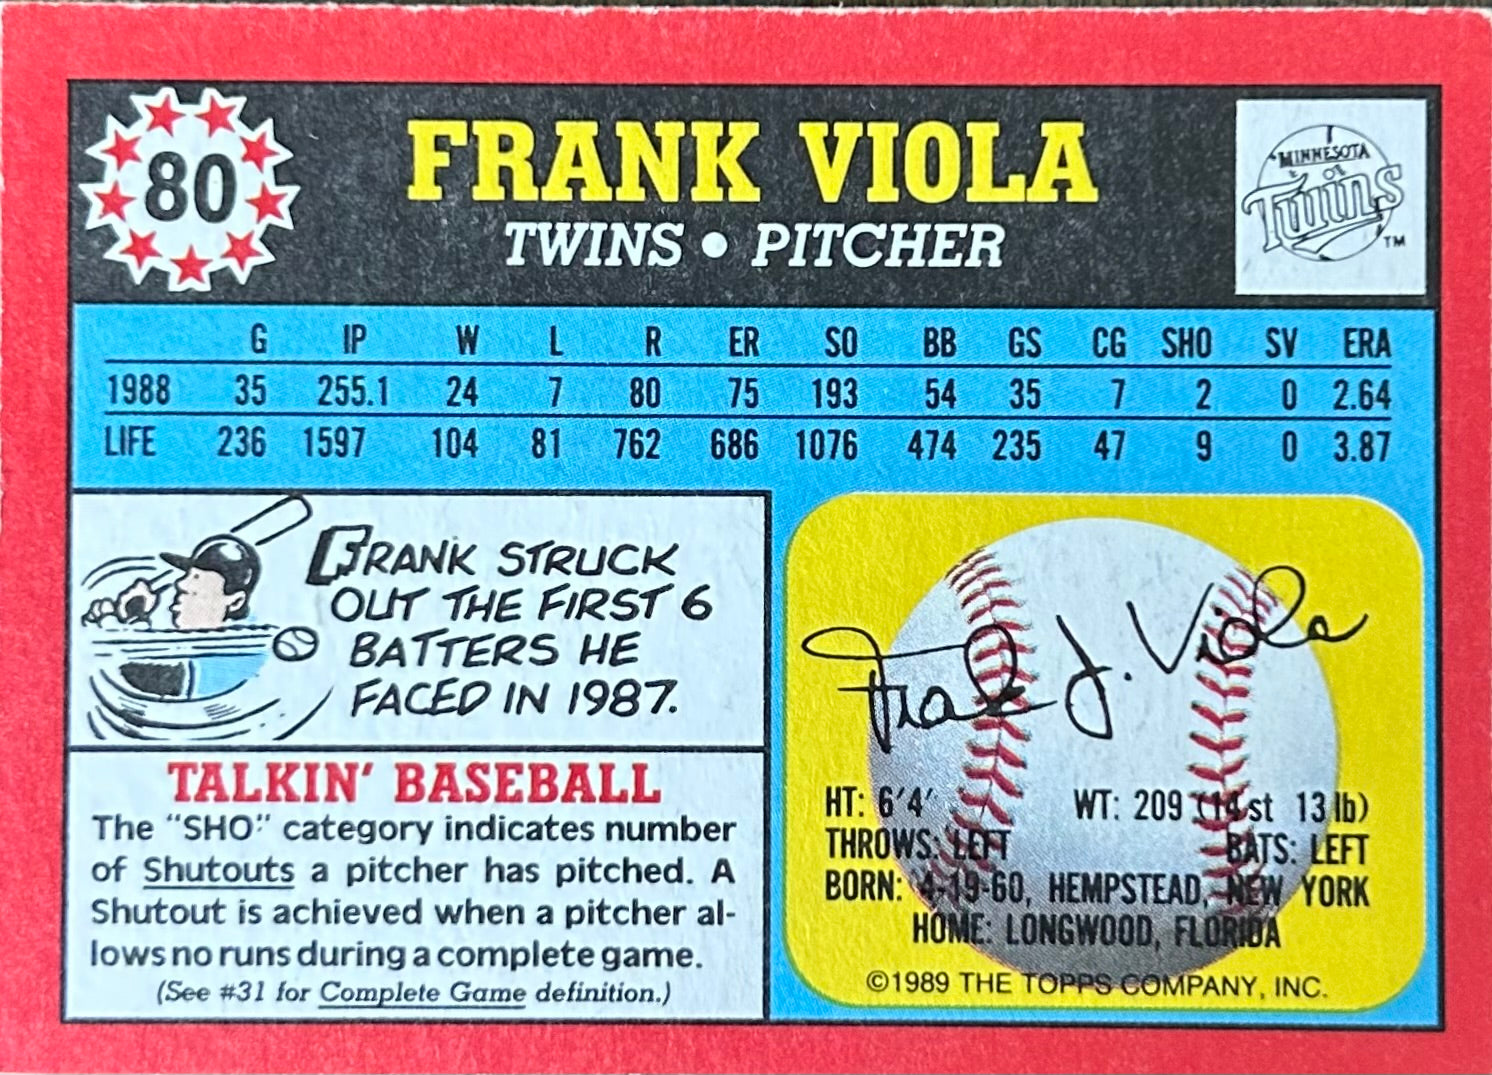 80
FRANK VIOLA
TWINS • PITCHER
MINNESOTA
Twins
TM
G IP W L R ER SO BB GS CG SHO SV ERA
1988 35 255.1 24 7 80 75 193 54 35 7 2 0 2.64
LIFE 236 1597 104 81 762 686 1076 474 235 47 9 0 3.87
FRANK STRUCK
OUT THE FIRST 6
BATTERS HE
FACED IN 1987.
TALKIN' BASEBALL
The "SHO" category indicates number
of Shutouts a pitcher has pitched. A
Shutout is achieved when a pitcher al-
lows no runs during a complete game.
(See #31 for Complete Game definition.)
Frank J. Viola
HT: 6'4" WT: 209 (14 st 13 lb)
THROWS: LEFT BATS: LEFT
BORN: 4-19-60, HEMPSTEAD, NEW YORK
HOME: LONGWOOD, FLORIDA
©1989 THE TOPPS COMPANY, INC.